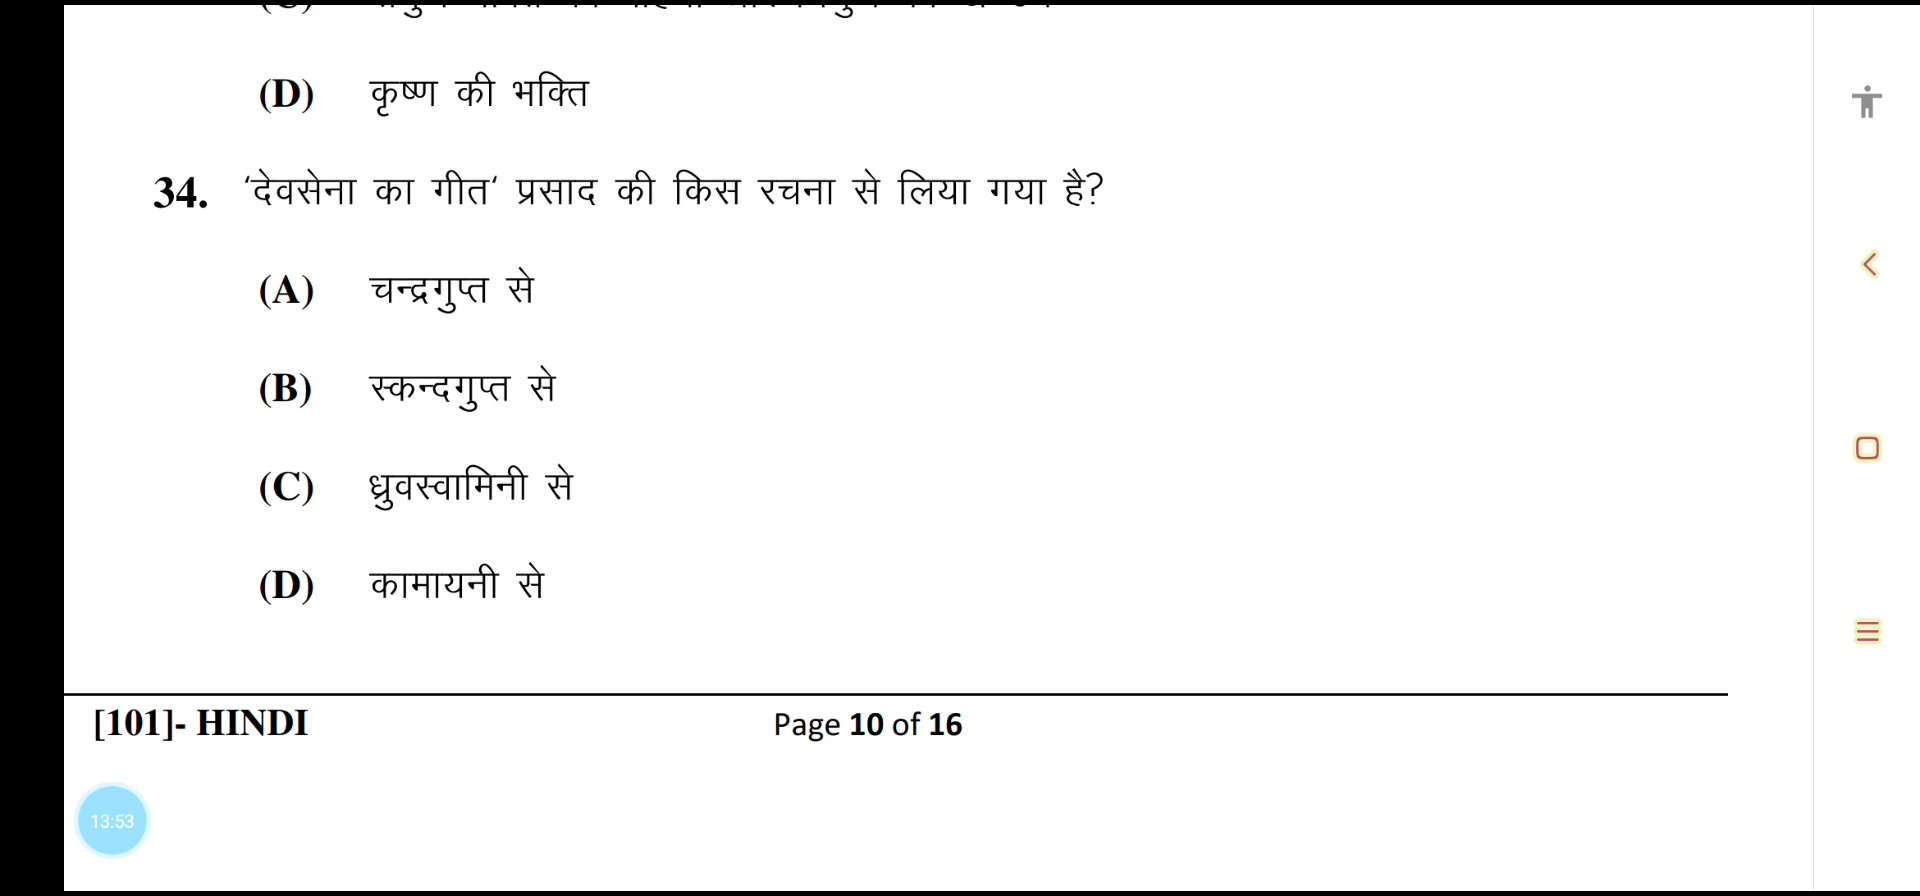 (D) कृष्ण की भक्ति
34. ‘देवसेना का गीत‘ प्रसाद की किस रचना से लिया गया है?
(A) चन्द्रगुप्त से
(B) स्कन्दगुप्त से
(C) ध्रुवस्वामिनी से
(D) कामायनी से
[101]- HINDI Page 10 of 16
13:53